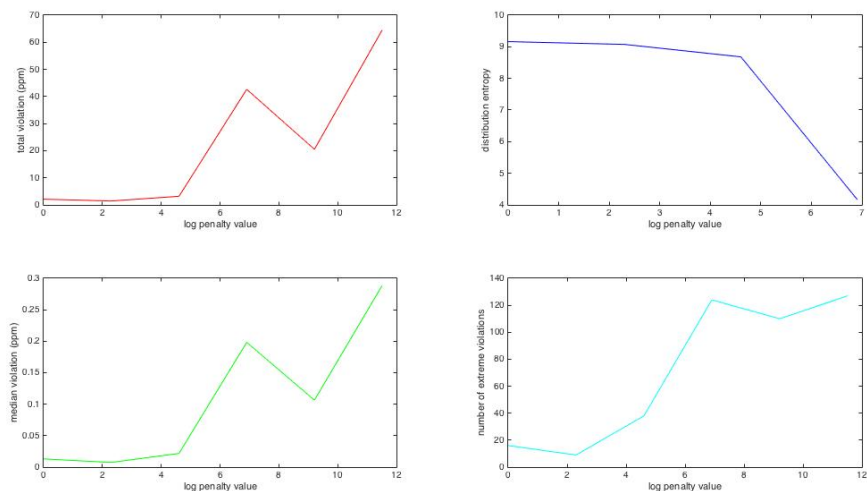 70
60
50
40
30
20
10
0
total violation (ppm)
0 2 4 6 8 10 12
log penalty value
10
9
8
7
6
5
4
distribution entropy
0 1 2 3 4 5 6 7
log penalty value
0.3
0.25
0.2
0.15
0.1
0.05
0
median violation (ppm)
0 2 4 6 8 10 12
log penalty value
140
120
100
80
60
40
20
0
number of extreme violations
0 2 4 6 8 10 12
log penalty value